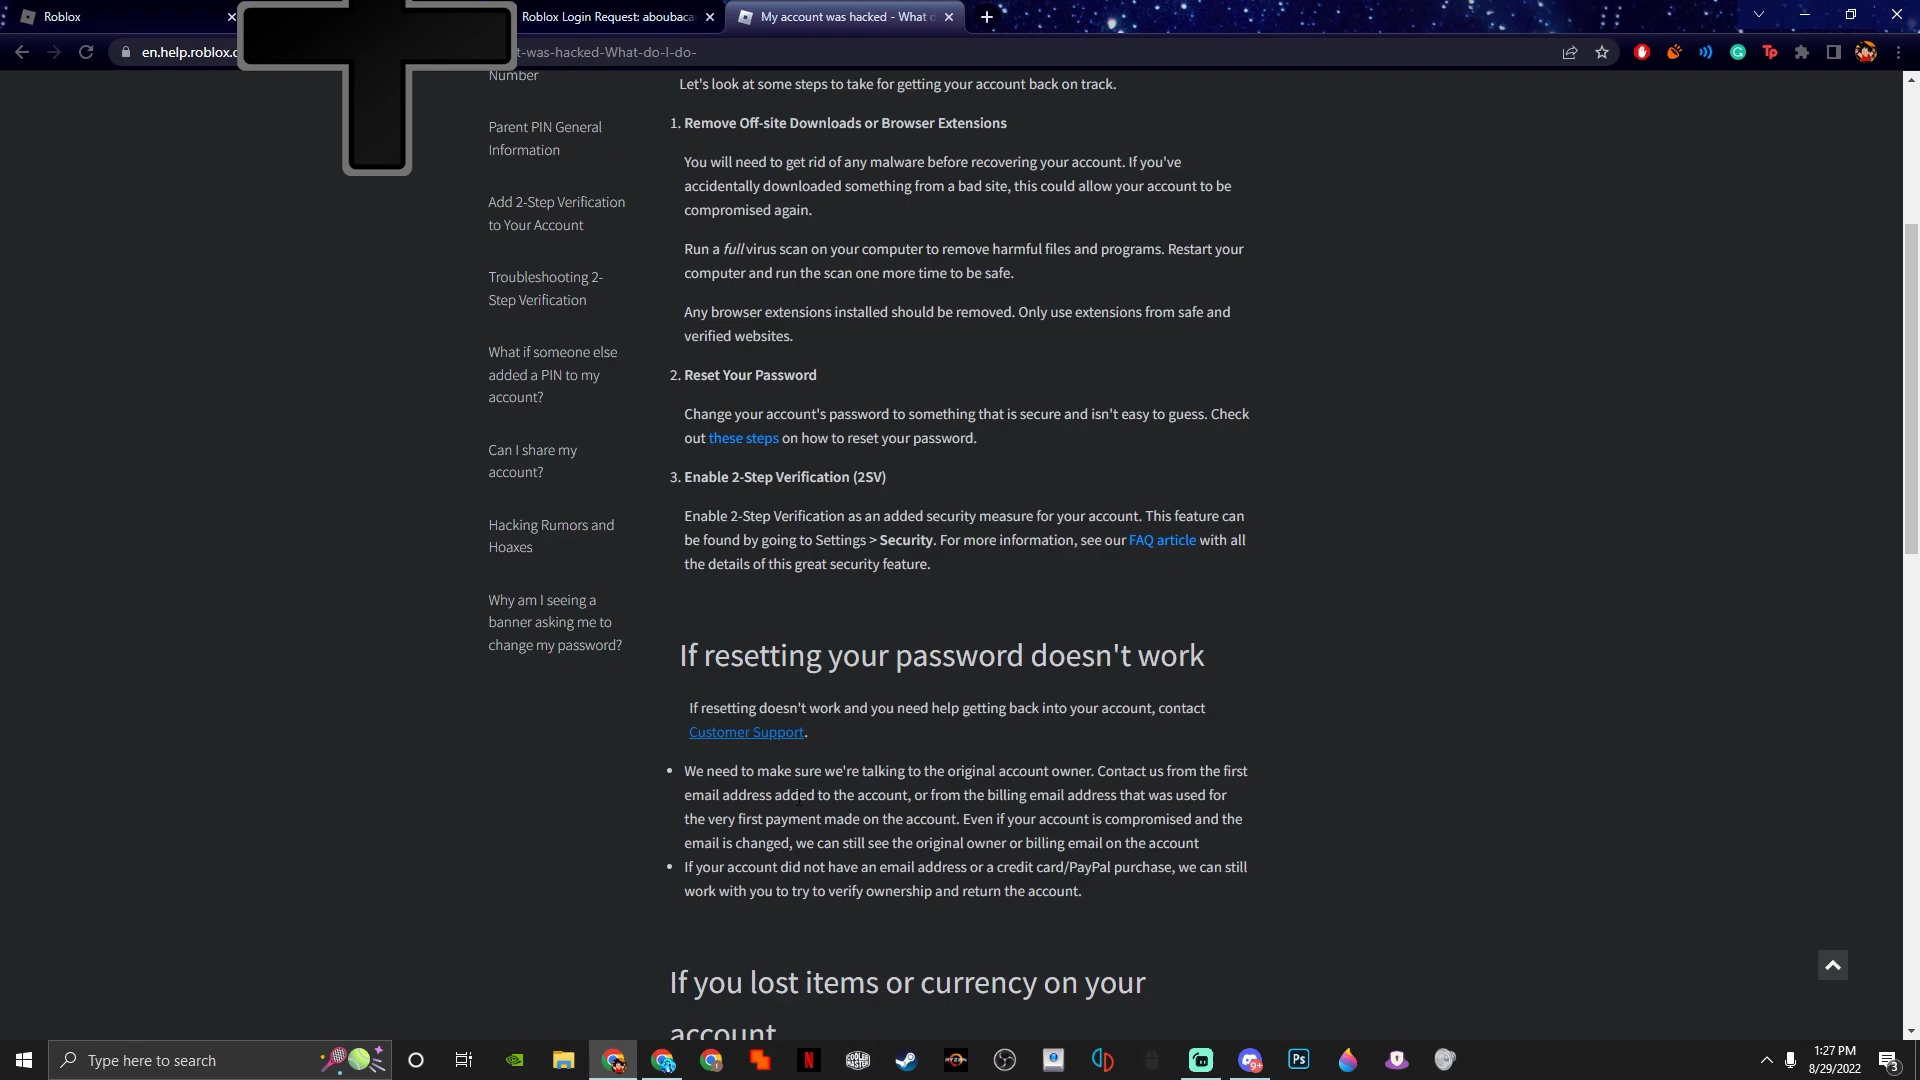 Roblox
Roblox Login Request: aboubaca
My account was hacked - What d
en.help.roblox.c
t-was-hacked-What-do-I-do-
Number
Parent PIN General
Information
Add 2-Step Verification
to Your Account
Troubleshooting 2-
Step Verification
What if someone else
added a PIN to my
account?
Can I share my
account?
Hacking Rumors and
Hoaxes
Why am I seeing a
banner asking me to
change my password?
Let's look at some steps to take for getting your account back on track.
1. Remove Off-site Downloads or Browser Extensions
You will need to get rid of any malware before recovering your account. If you've
accidentally downloaded something from a bad site, this could allow your account to be
compromised again.
Run a full virus scan on your computer to remove harmful files and programs. Restart your
computer and run the scan one more time to be safe.
Any browser extensions installed should be removed. Only use extensions from safe and
verified websites.
2. Reset Your Password
Change your account's password to something that is secure and isn't easy to guess. Check
out these steps on how to reset your password.
3. Enable 2-Step Verification (2SV)
Enable 2-Step Verification as an added security measure for your account. This feature can
be found by going to Settings > Security. For more information, see our FAQ article with all
the details of this great security feature.
If resetting your password doesn't work
If resetting doesn't work and you need help getting back into your account, contact
Customer Support.
• We need to make sure we're talking to the original account owner. Contact us from the first
email address added to the account, or from the billing email address that was used for
the very first payment made on the account. Even if your account is compromised and the
email is changed, we can still see the original owner or billing email on the account
• If your account did not have an email address or a credit card/PayPal purchase, we can still
work with you to try to verify ownership and return the account.
If you lost items or currency on your
account
Type here to search
N
COOLER MASTER
RYZEN
9+
Ps
1:27 PM
8/29/2022
3